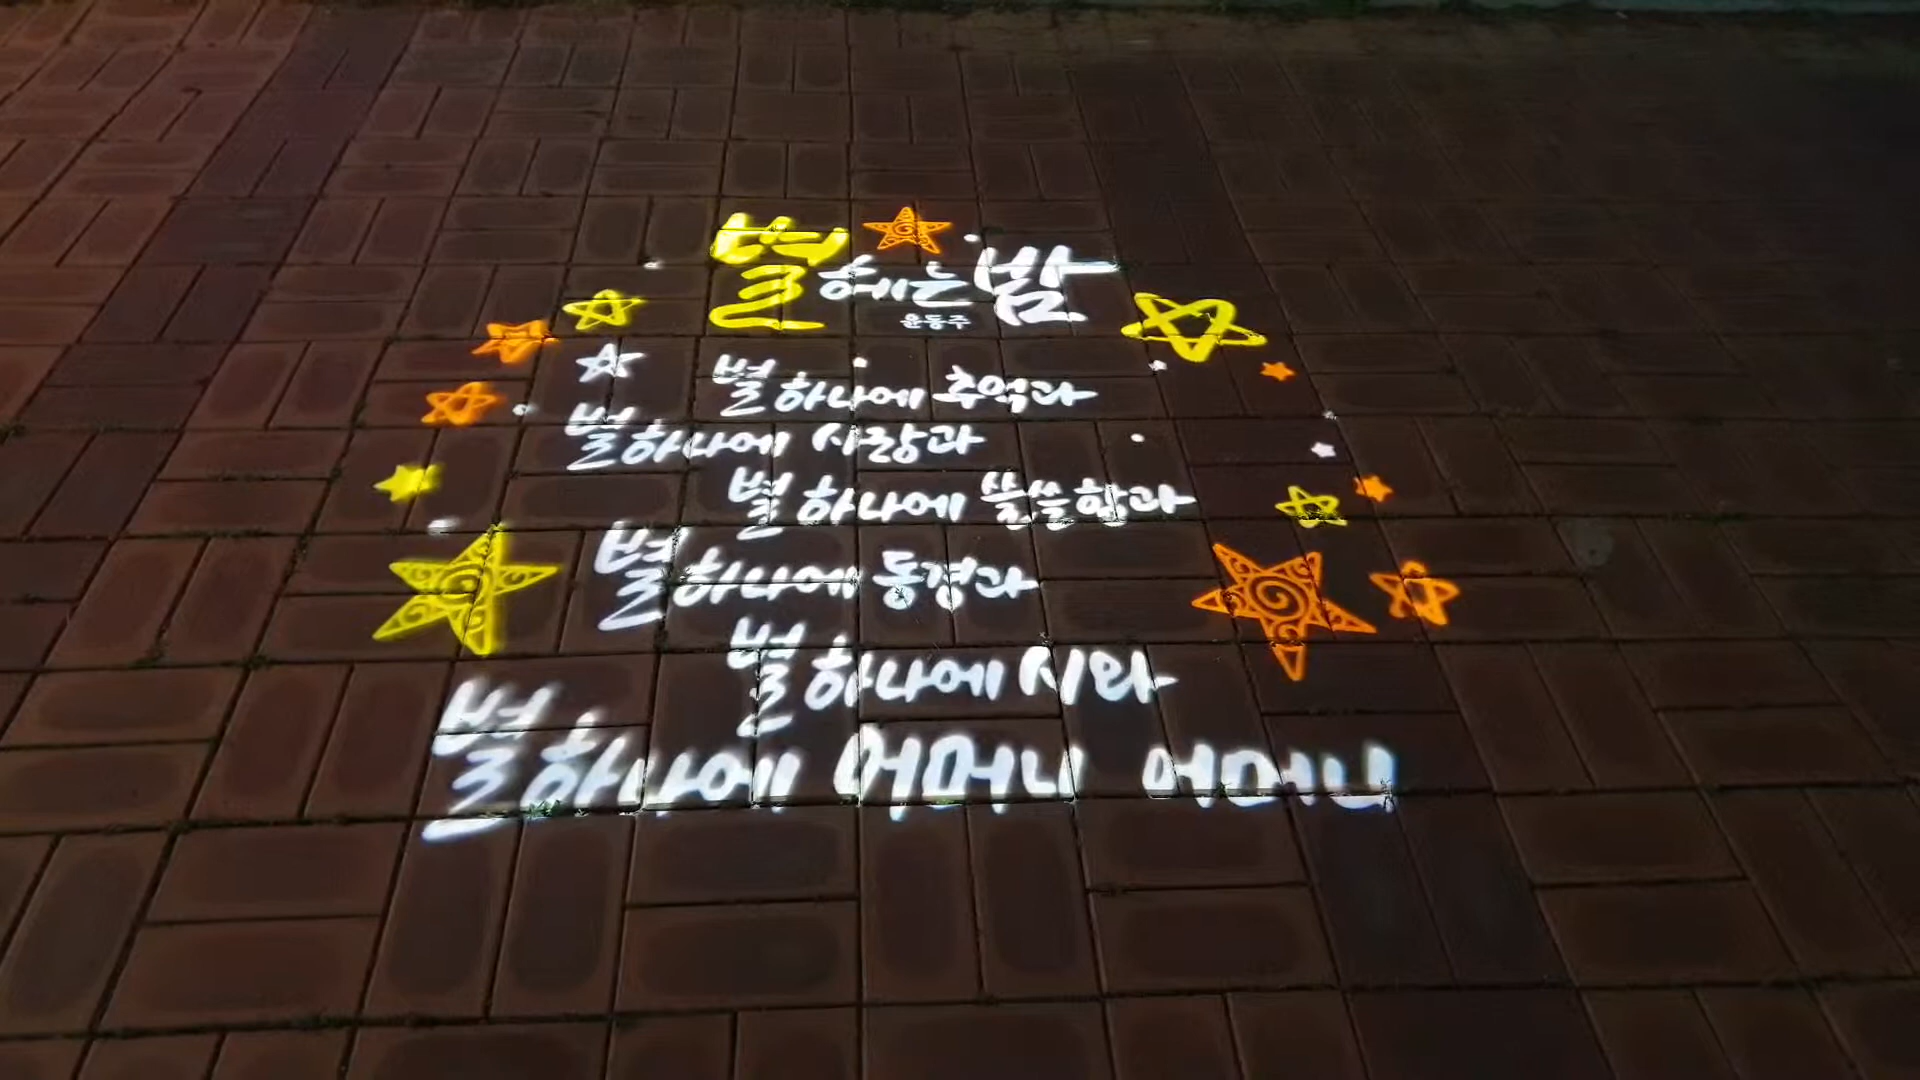 별 헤는 밤
윤동주
별 하나에 추억과
별 하나에 사랑과
별 하나에 쓸쓸함과
별 하나에 동경과
별 하나에 시와
별 하나에 어머니 어머니